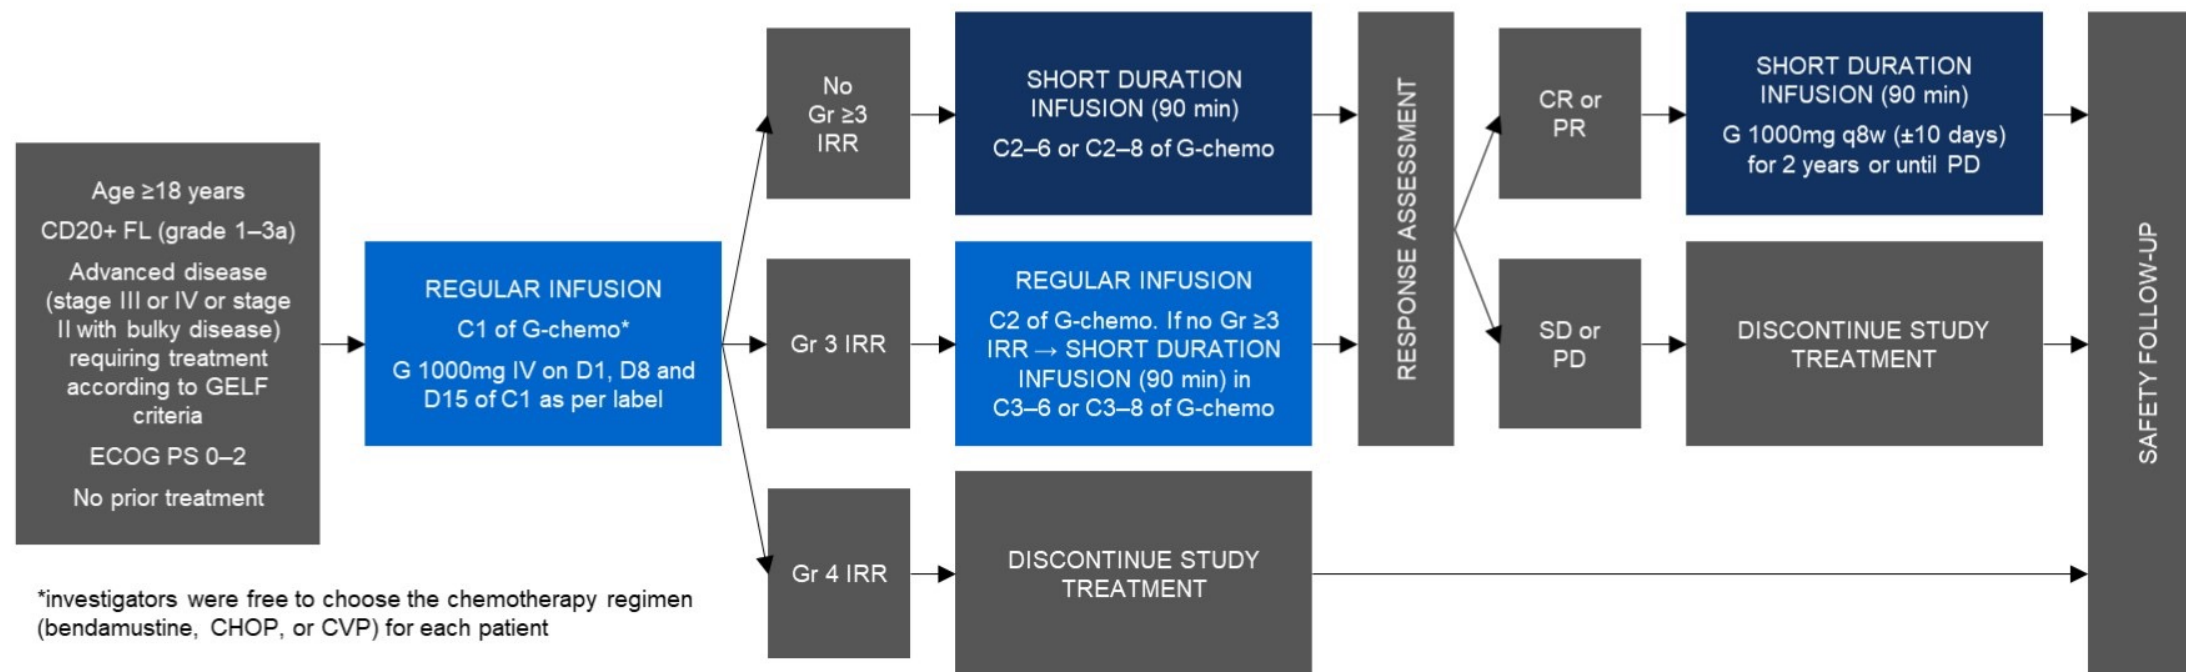 Age ≥18 years
CD20+ FL (grade 1–3a)
Advanced disease
(stage III or IV or stage
II with bulky disease)
requiring treatment
according to GELF
criteria
ECOG PS 0–2
No prior treatment
REGULAR INFUSION
C1 of G-chemo*
G 1000mg IV on D1, D8 and
D15 of C1 as per label
No
Gr ≥3
IRR
SHORT DURATION
INFUSION (90 min)
C2–6 or C2–8 of G-chemo
Gr 3 IRR
REGULAR INFUSION
C2 of G-chemo. If no Gr ≥3
IRR → SHORT DURATION
INFUSION (90 min) in
C3–6 or C3–8 of G-chemo
Gr 4 IRR
DISCONTINUE STUDY
TREATMENT
RESPONSE ASSESSMENT
CR or
PR
SHORT DURATION
INFUSION (90 min)
G 1000mg q8w (±10 days)
for 2 years or until PD
SD or
PD
DISCONTINUE STUDY
TREATMENT
SAFETY FOLLOW-UP
*investigators were free to choose the chemotherapy regimen
(bendamustine, CHOP, or CVP) for each patient